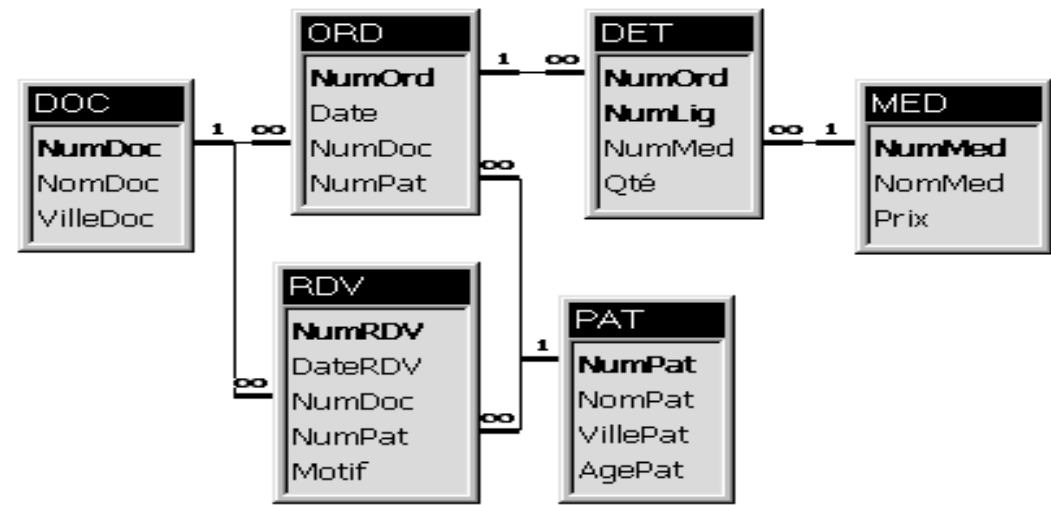 DOC
NumDoc
NomDoc
VilleDoc
1
∞
ORD
NumOrd
Date
NumDoc
NumPat
1
∞
∞
DET
NumOrd
NumLig
NumMed
Qté
∞
1
MED
NumMed
NomMed
Prix
∞
RDV
NumRDV
DateRDV
NumDoc
NumPat
Motif
∞
1
PAT
NumPat
NomPat
VillePat
AgePat